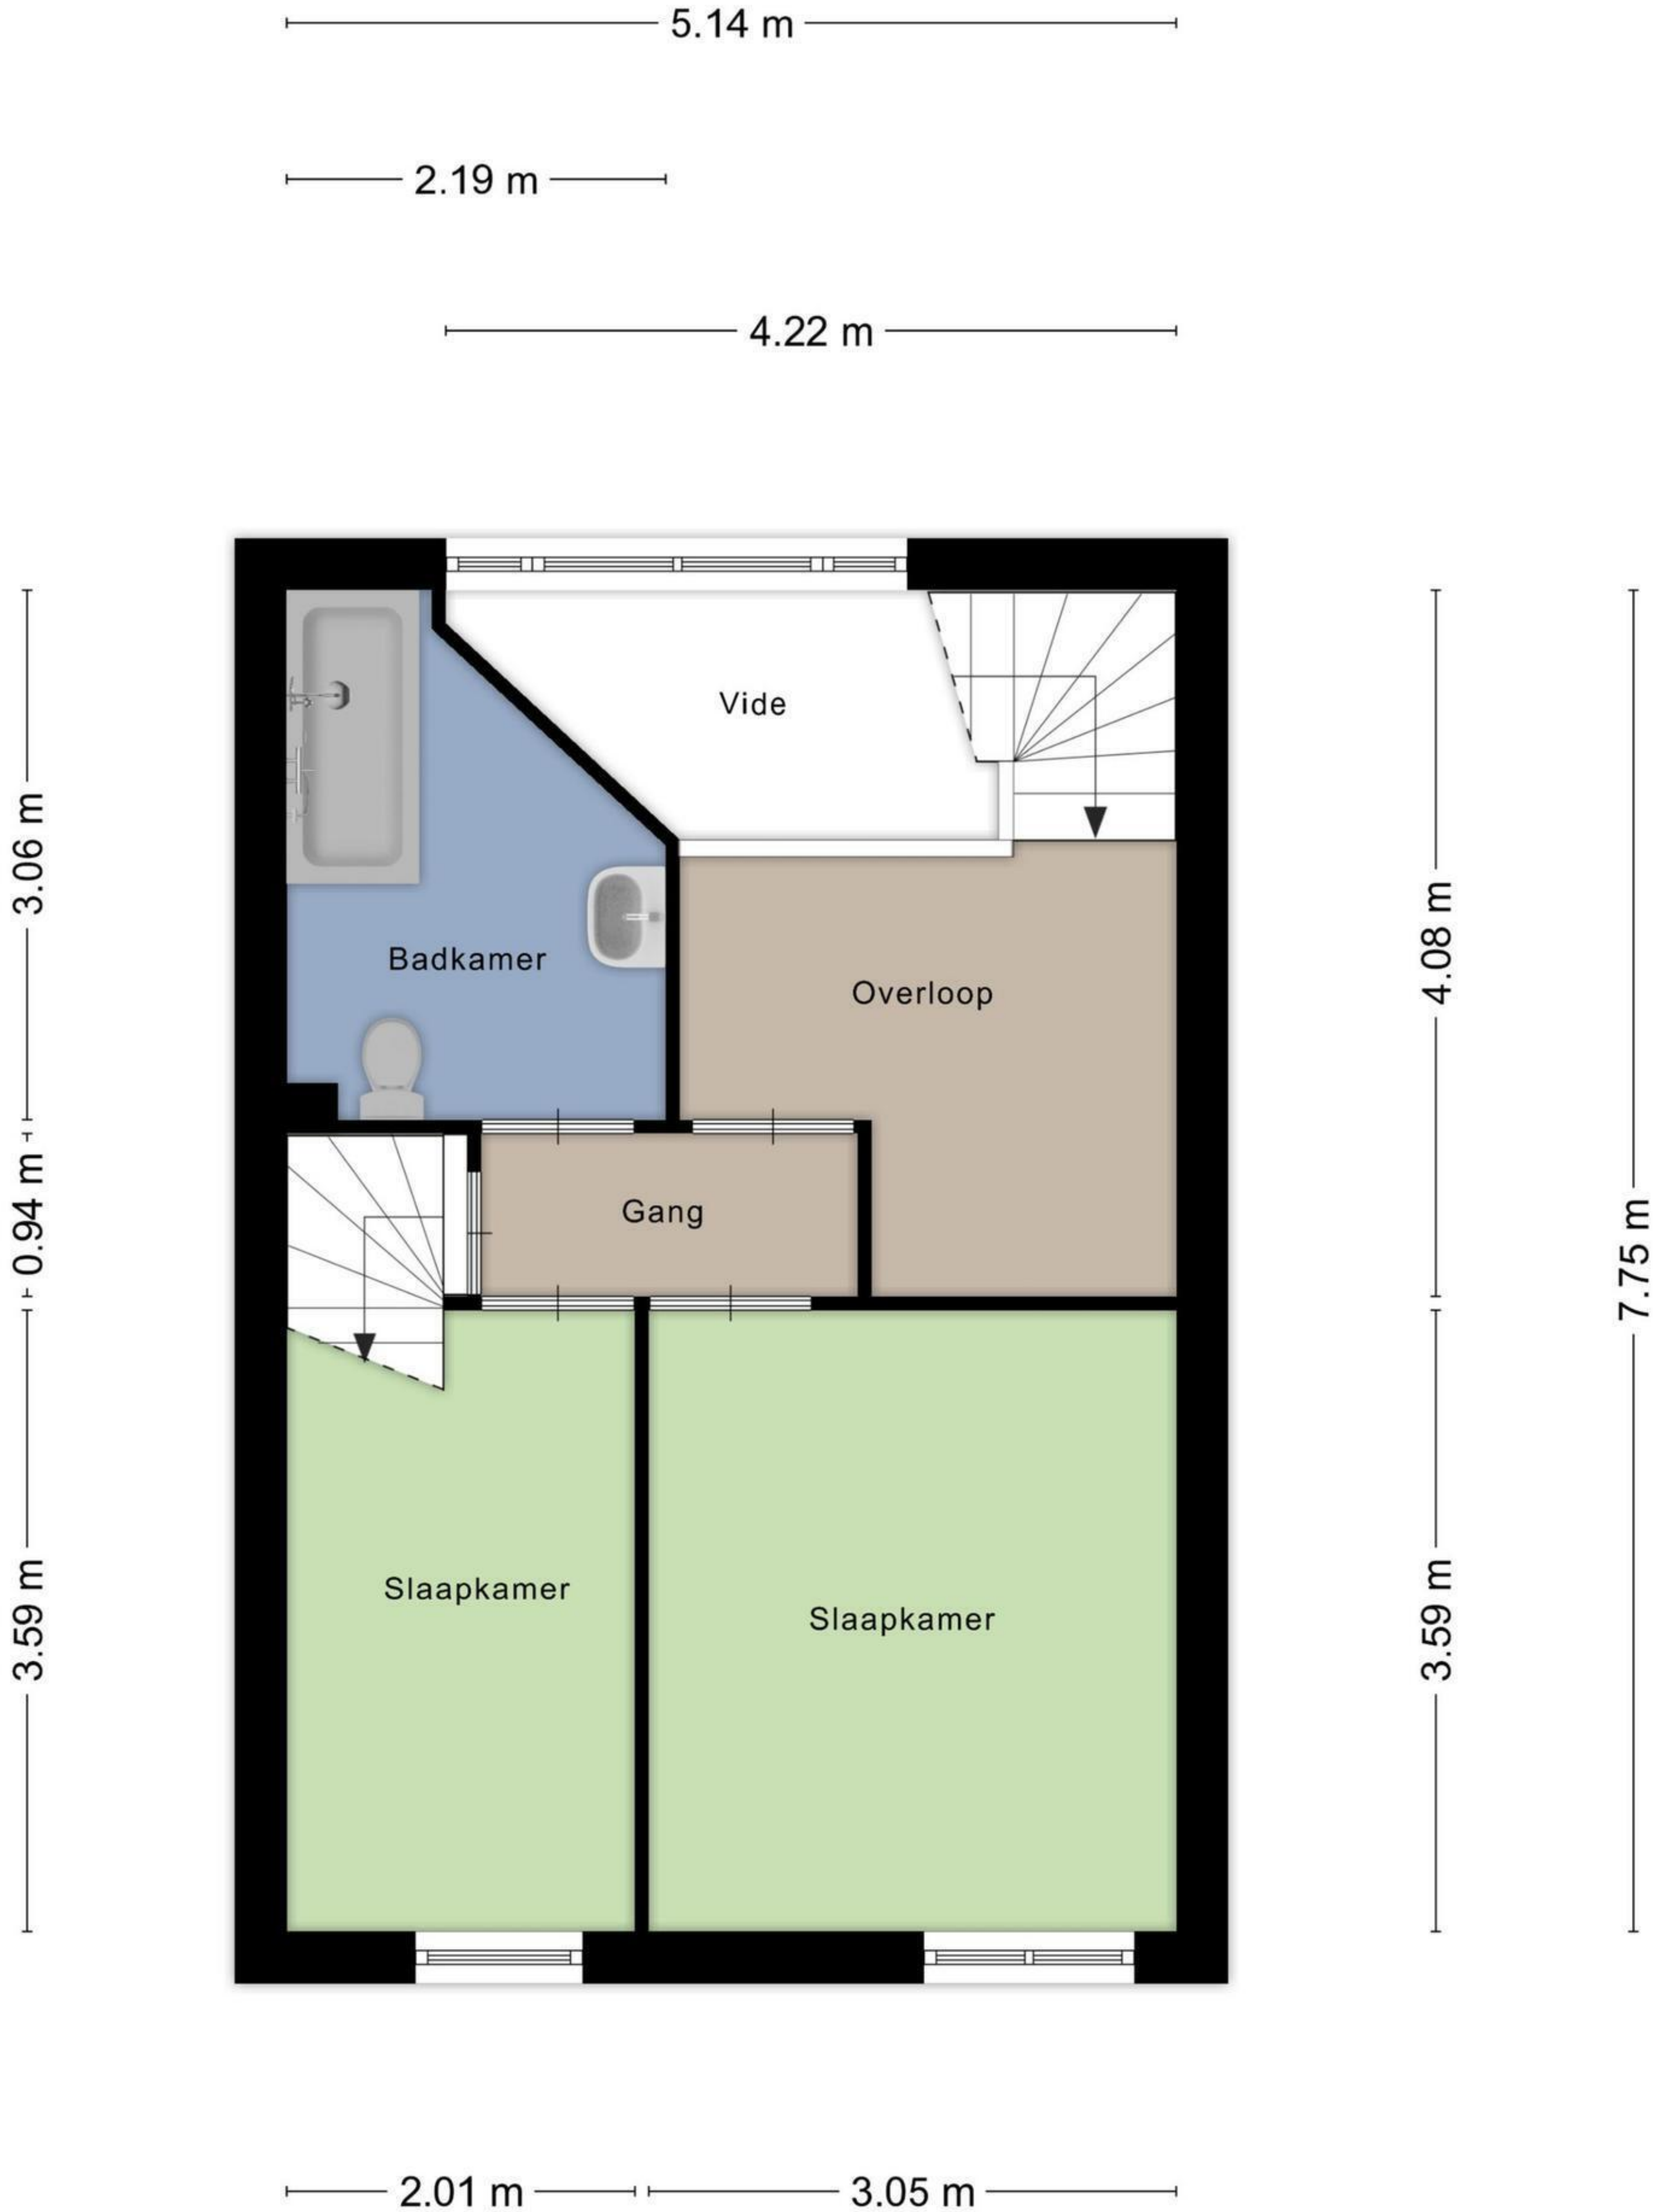 5.14 m
2.19 m
4.22 m
Vide
3.06 m
4.08 m
Badkamer
Overloop
0.94 m
Gang
7.75 m
3.59 m
3.59 m
Slaapkamer
Slaapkamer
2.01 m
3.05 m